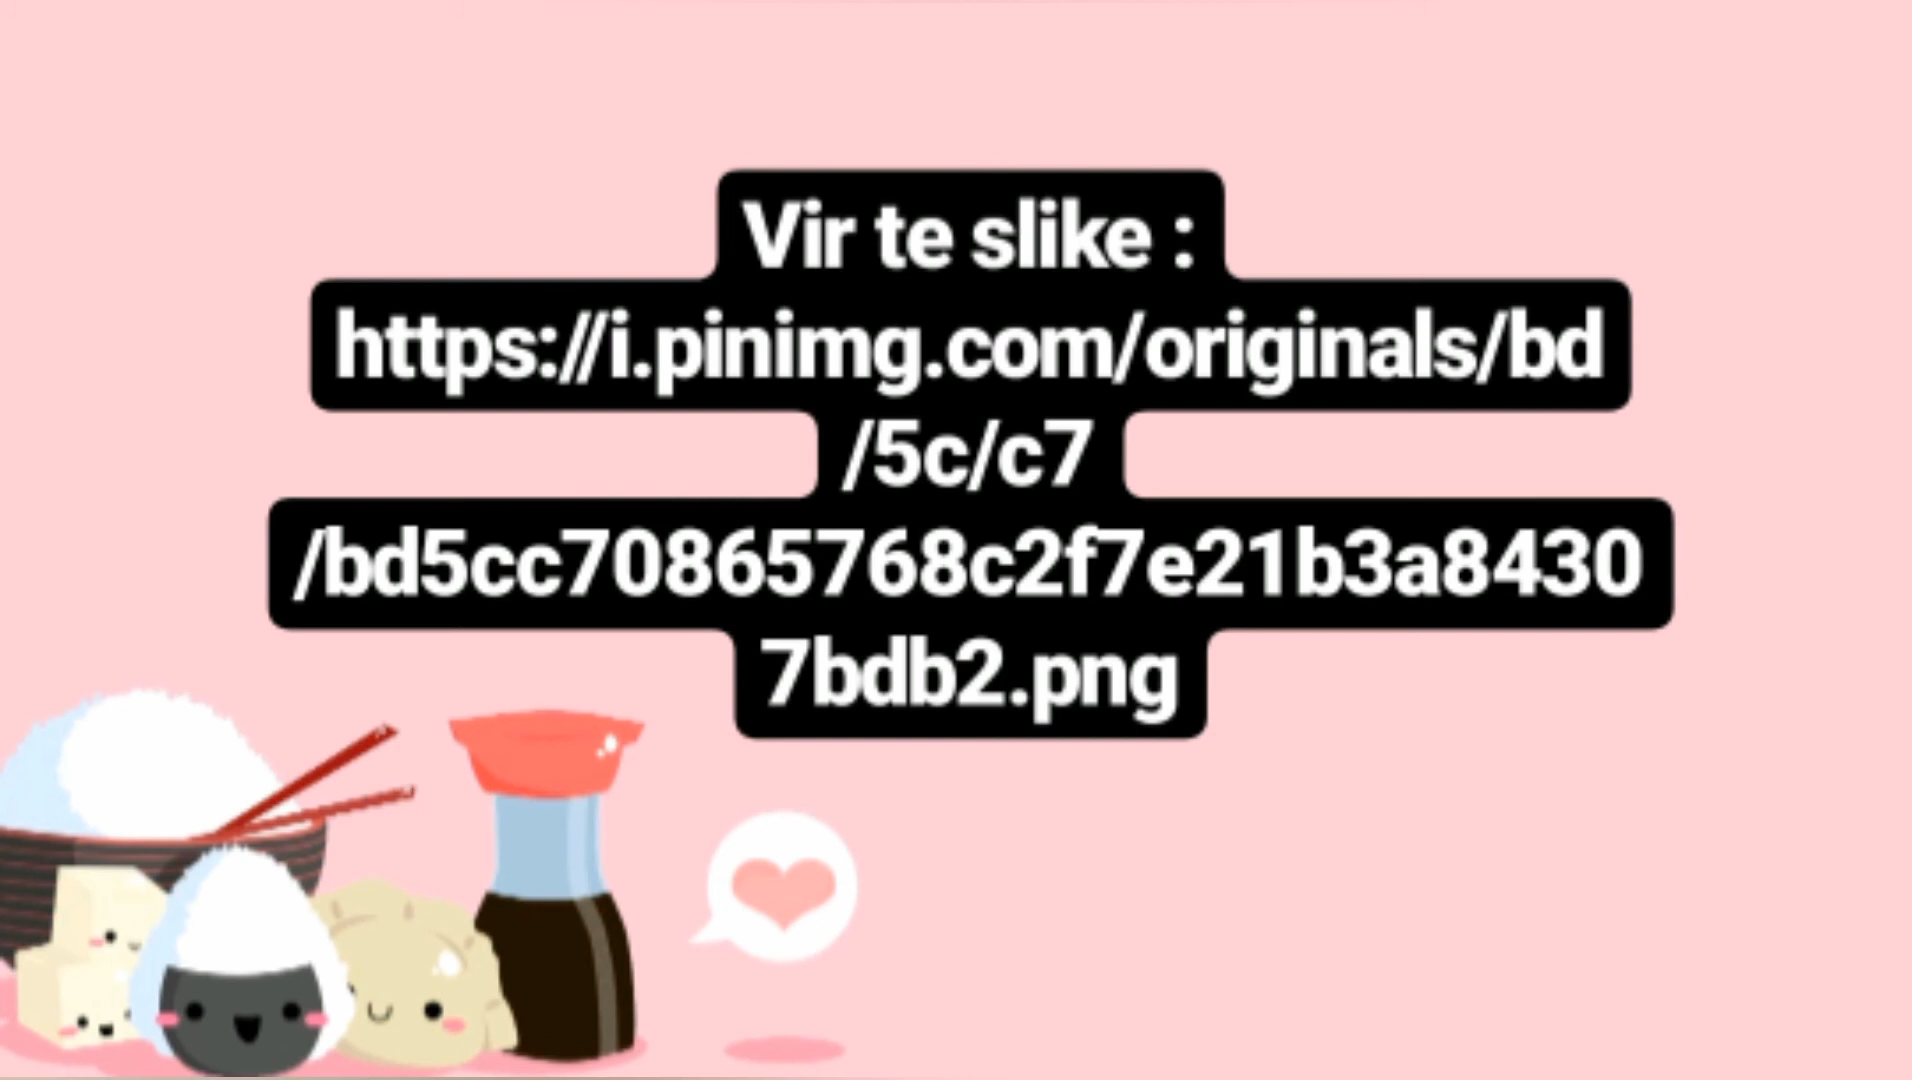 Vir te slike :
https://i.pinimg.com/originals/bd
/5c/c7
/bd5cc70865768c2f7e21b3a8430
7bdb2.png